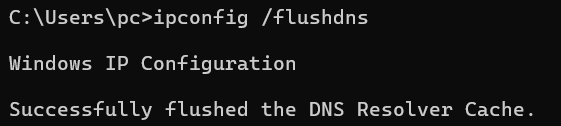 C:\Users\pc>ipconfig /flushdns
Windows IP Configuration
Successfully flushed the DNS Resolver Cache.